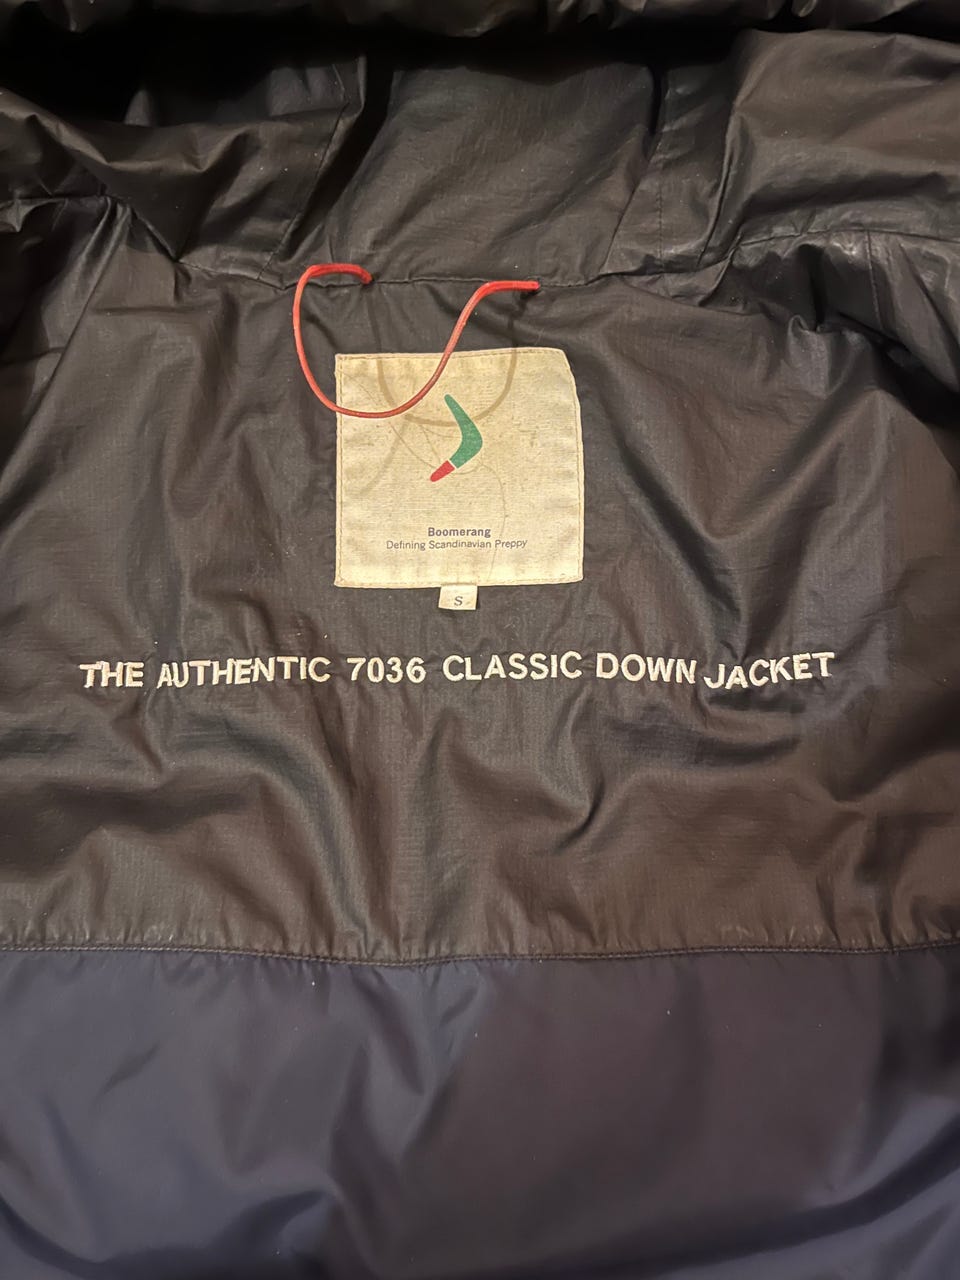 Boomerang
Defining Scandinavian Preppy
S
THE AUTHENTIC 7036 CLASSIC DOWN JACKET